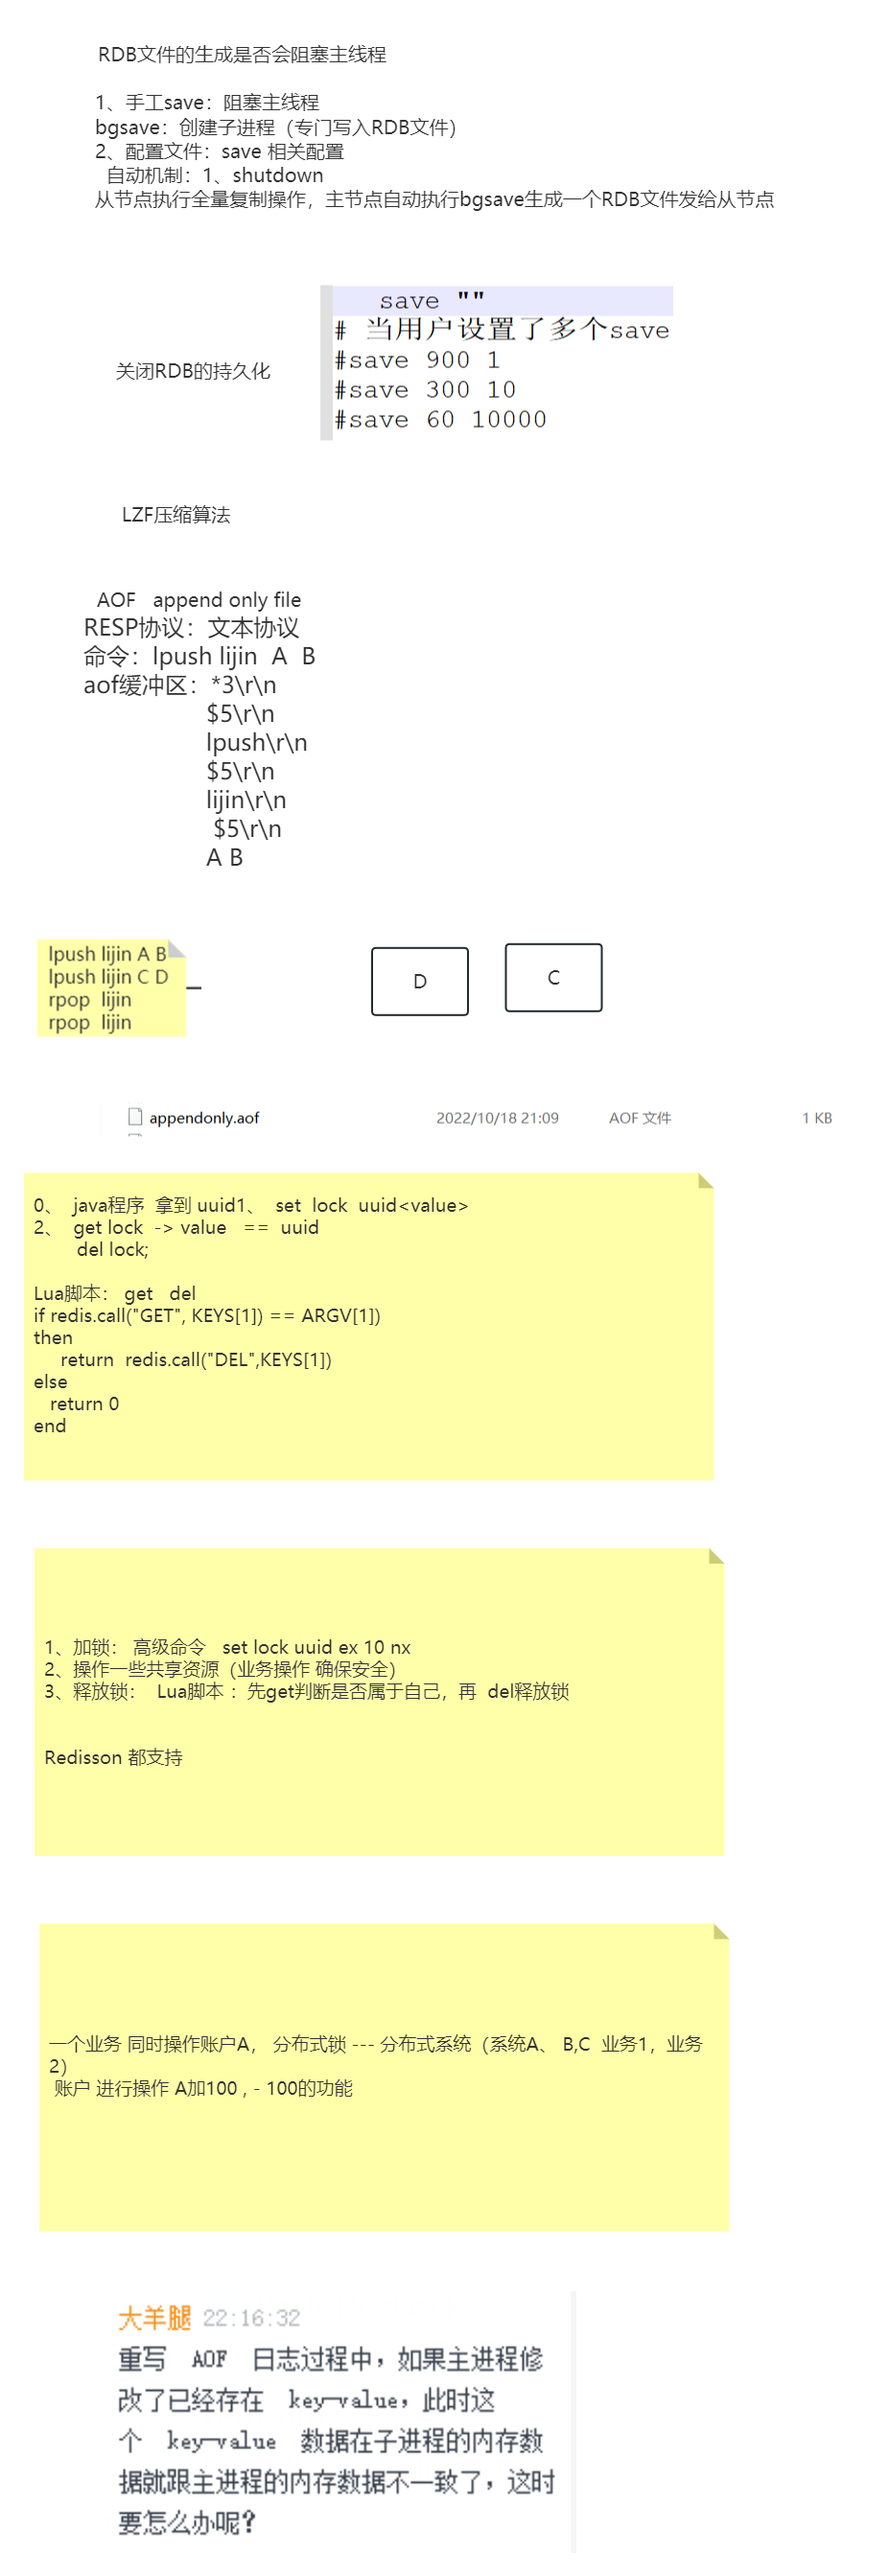 RDB文件的生成是否会阻塞主线程
1、手工save：阻塞主线程
bgsave：创建子进程（专门写入RDB文件）
2、配置文件：save 相关配置
自动机制：1、shutdown
从节点执行全量复制操作，主节点自动执行bgsave生成一个RDB文件发给从节点
save ""
# 当用户设置了多个save
#save 900 1
#save 300 10
#save 60 10000
关闭RDB的持久化
LZF压缩算法
AOF append only file
RESP协议：文本协议
命令：lpush lijin A B
aof缓冲区：*3\r\n
$5\r\n
lpush\r\n
$5\r\n
lijin\r\n
$5\r\n
A B
lpush lijin A B
lpush lijin C D
rpop lijin
rpop lijin
D
C
appendonly.aof 2022/10/18 21:09 AOF 文件 1 KB
0、 java程序 拿到 uuid1、 set lock uuid<value>
2、 get lock -> value == uuid
del lock;
Lua脚本： get del
if redis.call("GET", KEYS[1]) == ARGV[1])
then
return redis.call("DEL",KEYS[1])
else
return 0
end
1、加锁： 高级命令 set lock uuid ex 10 nx
2、操作一些共享资源（业务操作 确保安全）
3、释放锁： Lua脚本 ：先get判断是否属于自己，再 del释放锁
Redisson 都支持
一个业务 同时操作账户A， 分布式锁 --- 分布式系统（系统A、 B,C 业务1，业务
2）
账户 进行操作 A加100 , - 100的功能
大羊腿 22:16:32
重写 AOF 日志过程中，如果主进程修
改了已经存在 key-value，此时这
个 key-value 数据在子进程的内存数
据就跟主进程的内存数据不一致了，这时
要怎么办呢？